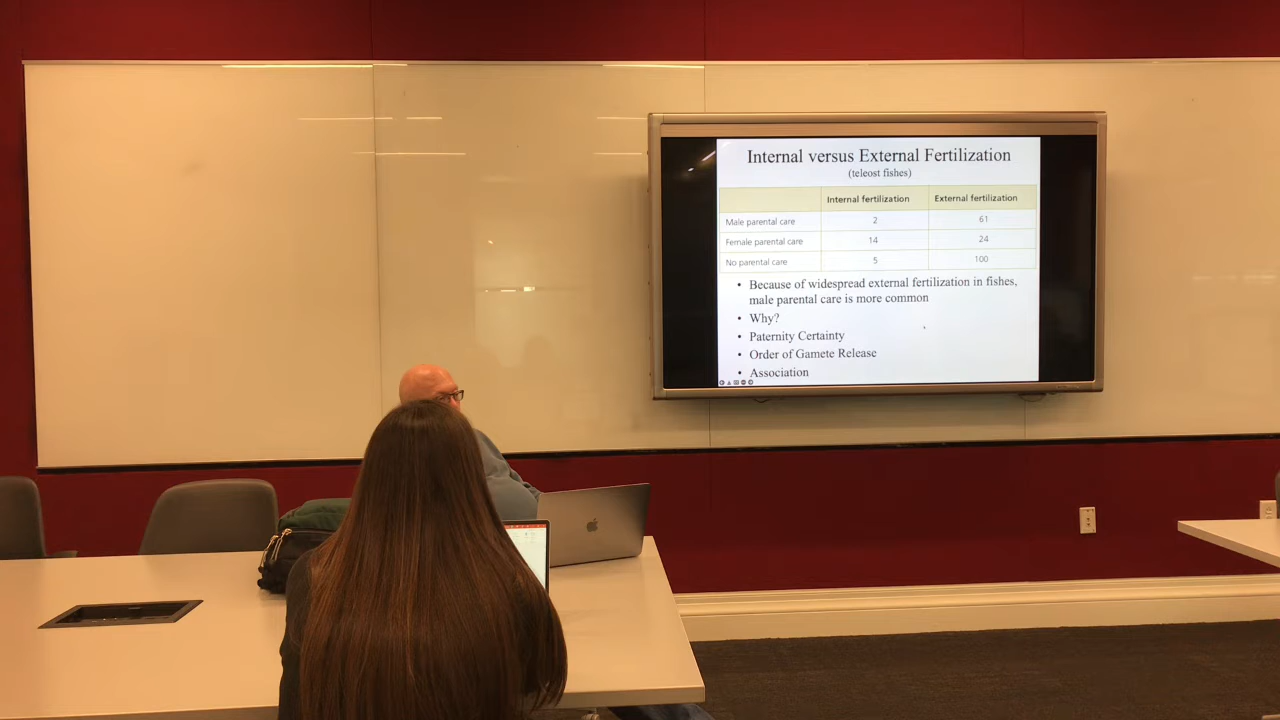 Internal versus External Fertilization
(teleost fishes)
Internal fertilization External fertilization
Male parental care 2 61
Female parental care 14 24
No parental care 5 100
• Because of widespread external fertilization in fishes,
male parental care is more common
• Why?
• Paternity Certainty
• Order of Gamete Release
• Association